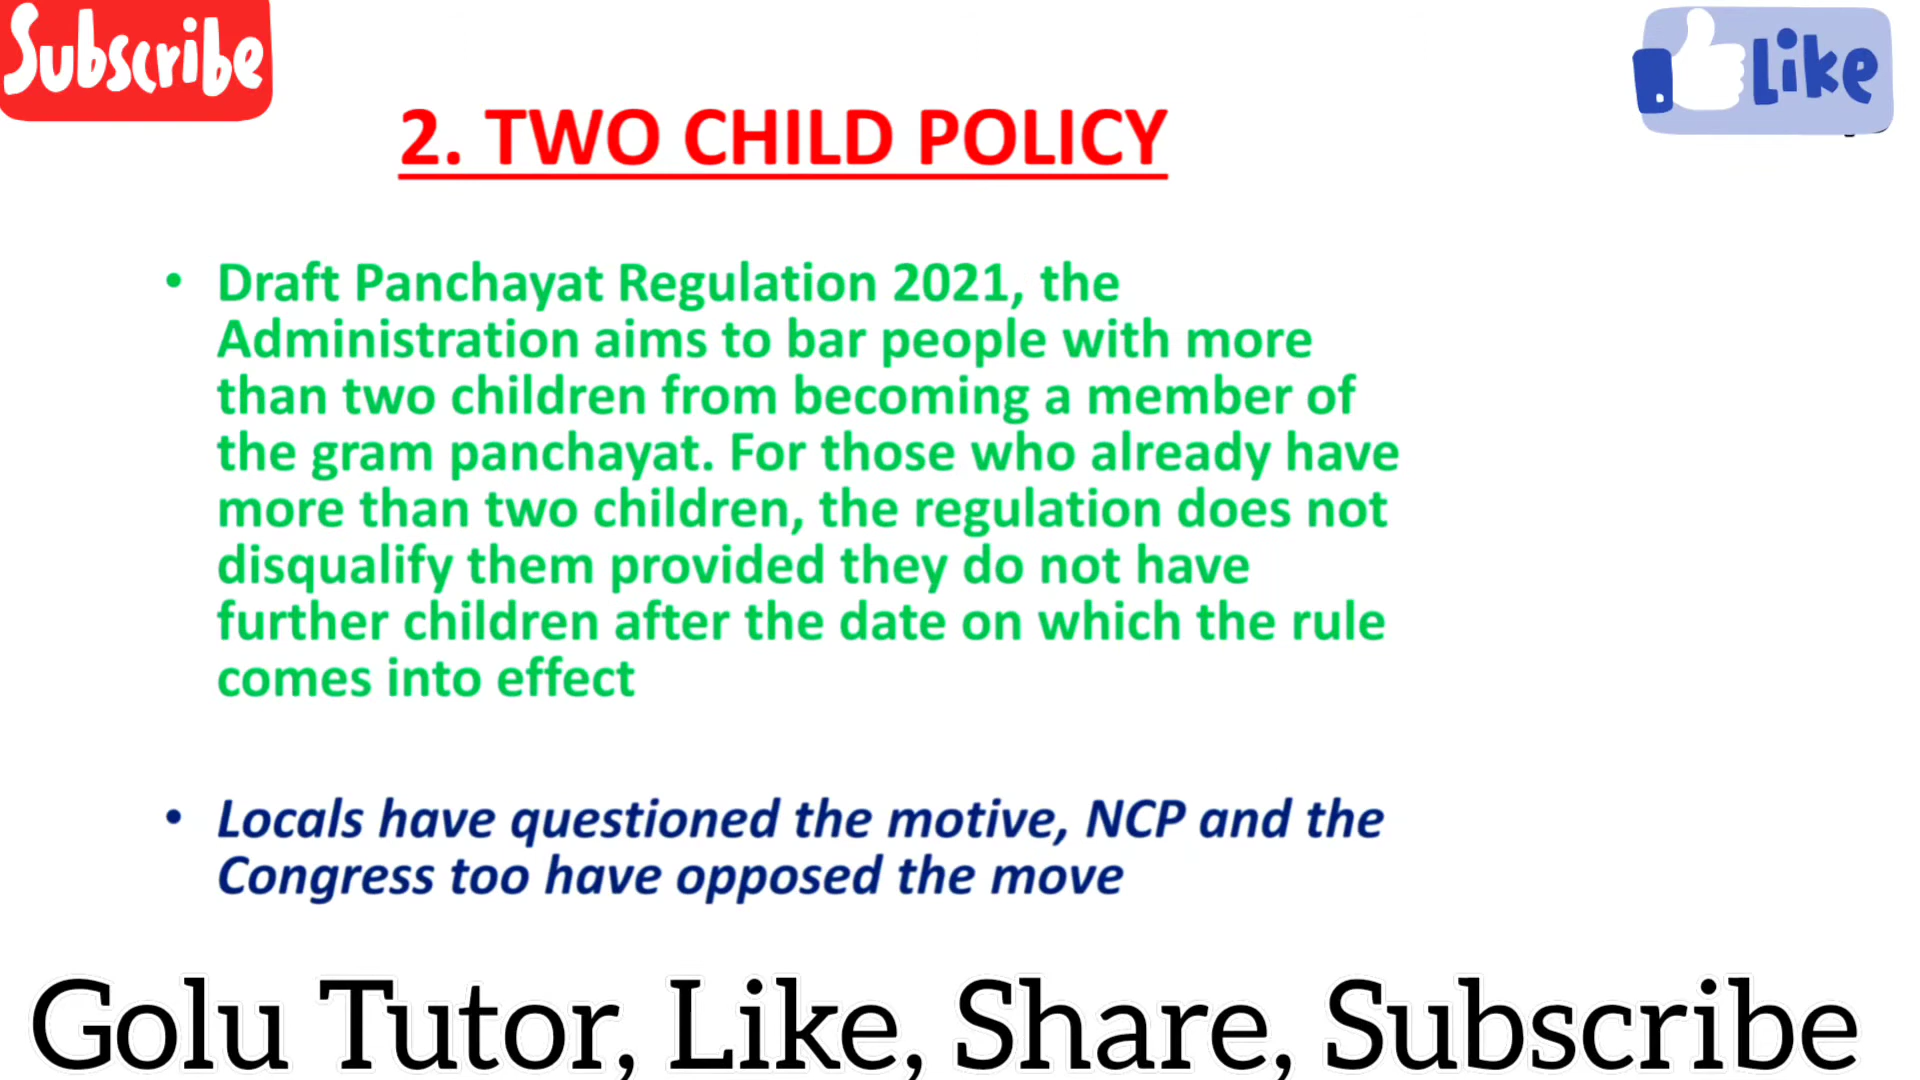 Subscribe
Like
2. TWO CHILD POLICY
• Draft Panchayat Regulation 2021, the
Administration aims to bar people with more
than two children from becoming a member of
the gram panchayat. For those who already have
more than two children, the regulation does not
disqualify them provided they do not have
further children after the date on which the rule
comes into effect
• Locals have questioned the motive, NCP and the
Congress too have opposed the move
Golu Tutor, Like, Share, Subscribe